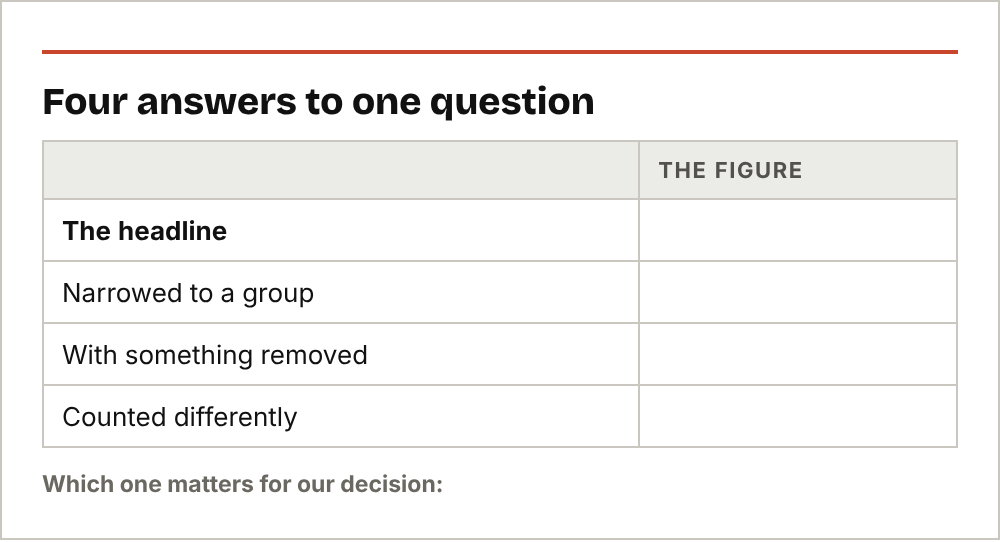 Four answers to one question
THE FIGURE
The headline
Narrowed to a group
With something removed
Counted differently
Which one matters for our decision: